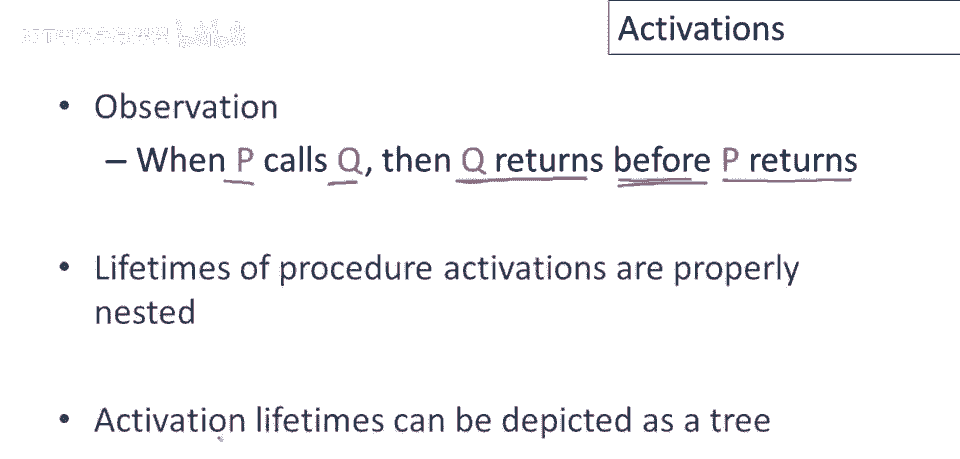 Activations
• Observation
– When P calls Q, then Q returns before P returns
• Lifetimes of procedure activations are properly
nested
• Activation lifetimes can be depicted as a tree